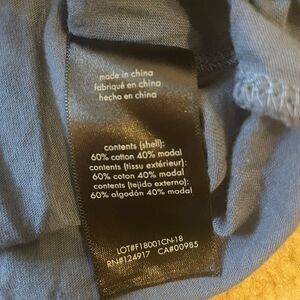 made in china
fabriqué en china
hecho en china
contents (shell):
60% cotton 40% modal
contents (tissu extérieur):
60% coton 40% modal
contents (tejido externo):
60% algodón 40% modal
LOT#F18001CN-18
RN#124917 CA#00985